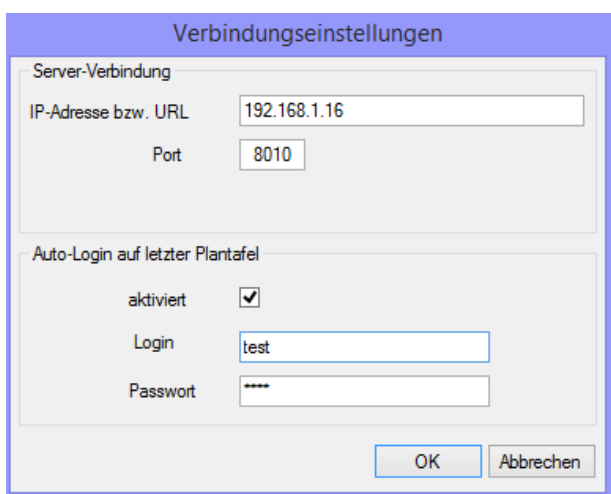 Verbindungseinstellungen
Server-Verbindung
IP-Adresse bzw. URL 192.168.1.16
Port 8010
Auto-Login auf letzter Plantafel
aktiviert
Login test
Passwort ****
OK Abbrechen